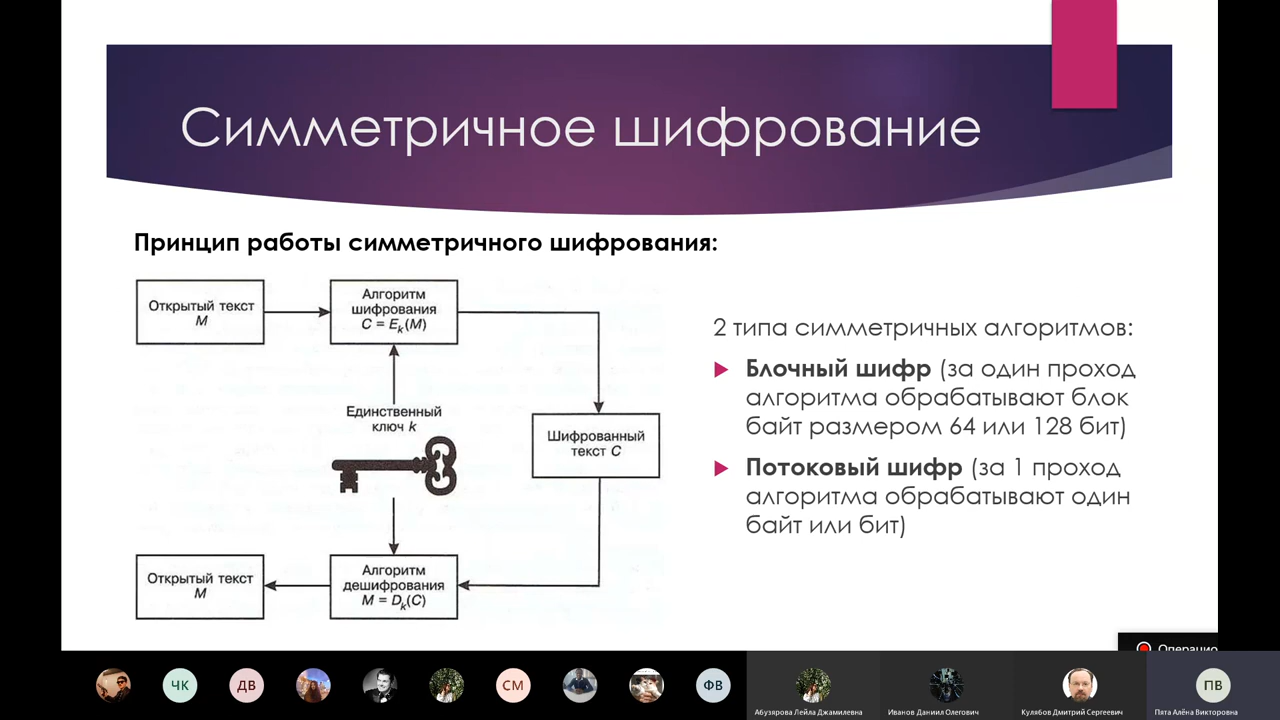 Симметричное шифрование
Принцип работы симметричного шифрования:
Открытый текст
M
Алгоритм
шифрования
C = Ek(M)
Единственный
ключ k
Шифрованный
текст C
Открытый текст
M
Алгоритм
дешифрования
M = Dk(C)
2 типа симметричных алгоритмов:
Блочный шифр (за один проход
алгоритма обрабатывают блок
байт размером 64 или 128 бит)
Потоковый шифр (за 1 проход
алгоритма обрабатывают один
байт или бит)
Операцио
ЧК
ДВ
СМ
ФВ
ПВ
Абузярова Лейла Джамилевна
Иванов Даниил Олегович
Кулябов Дмитрий Сергеевич
Пята Алёна Викторовна